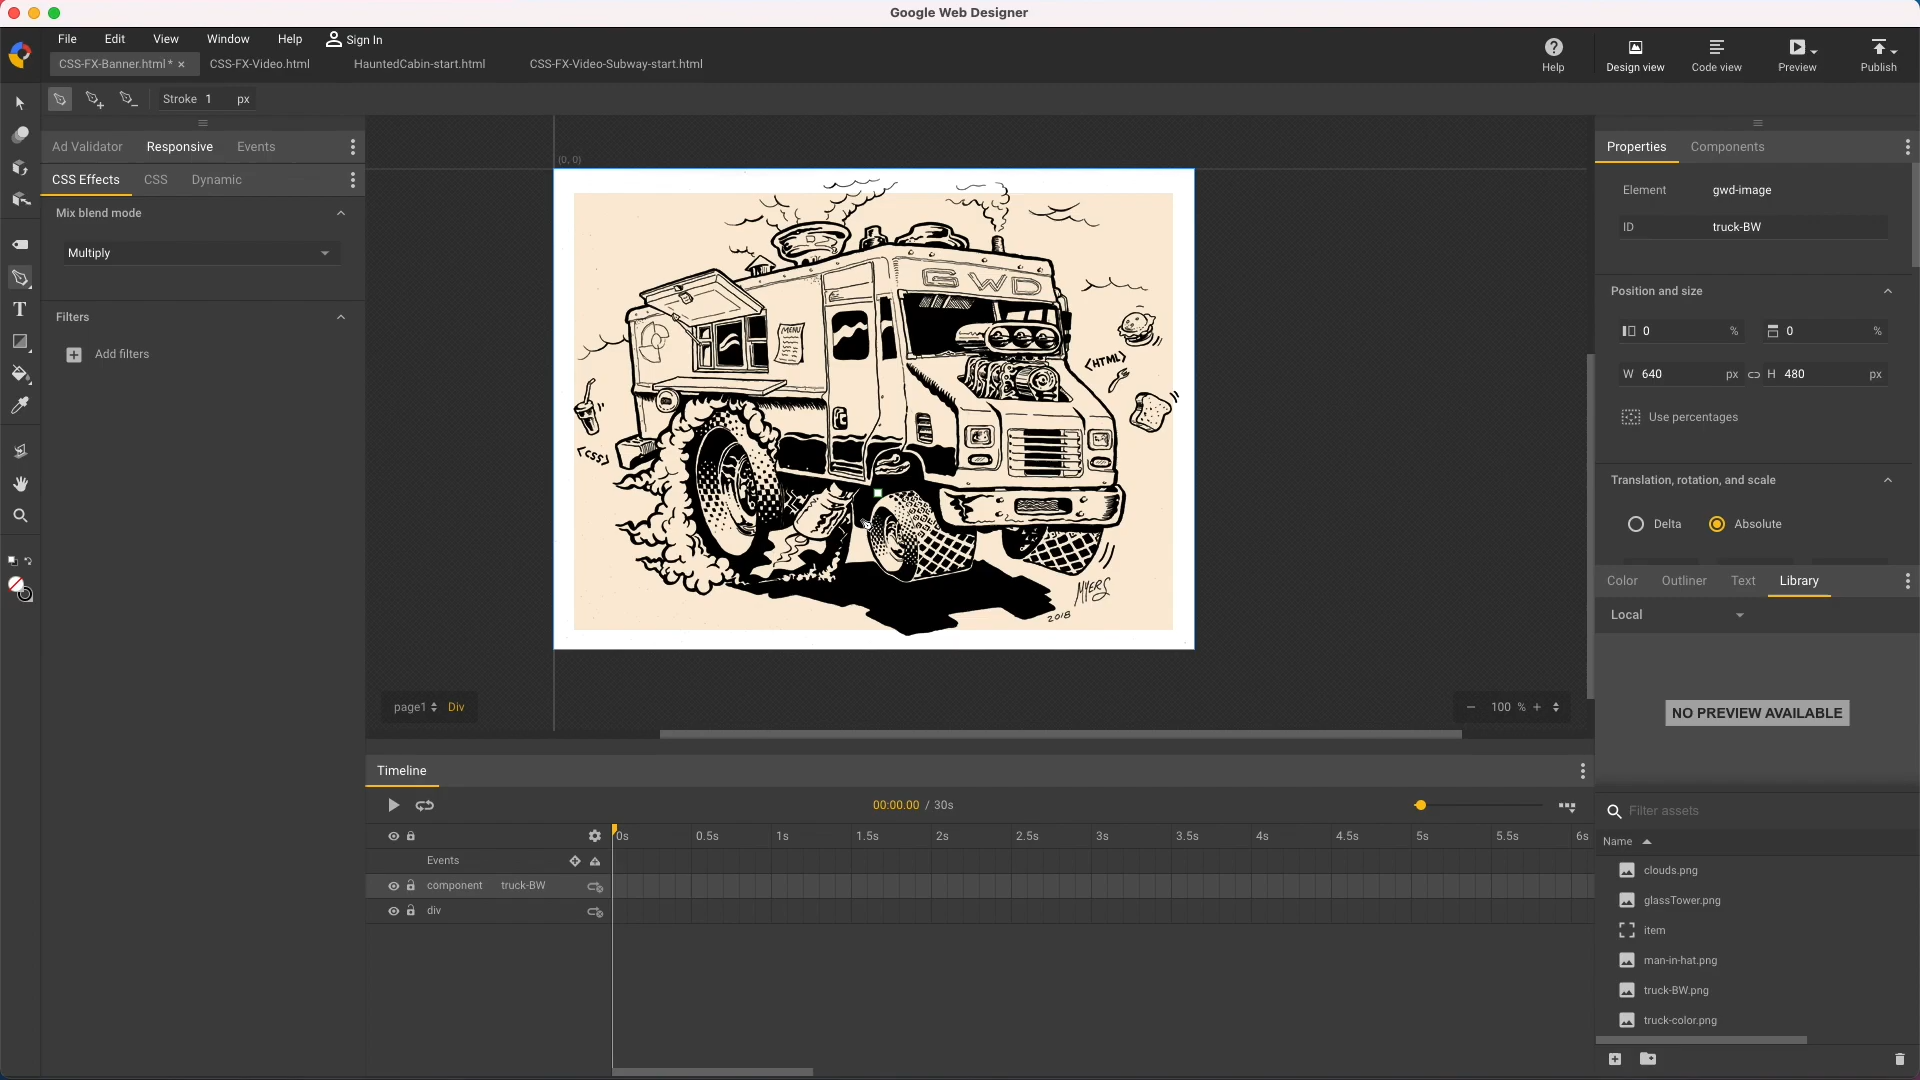 Google Web Designer
File Edit View Window Help Sign In
CSS-FX-Banner.html * × CSS-FX-Video.html HauntedCabin-start.html CSS-FX-Video-Subway-start.html
Help Design view Code view Preview Publish
Stroke 1 px
Ad Validator Responsive Events
CSS Effects CSS Dynamic
Mix blend mode
Multiply
Filters
Add filters
(0, 0)
GWD
MENU
<HTML>
<CSS>
MYERS
2018
page1 Div
100 %
Properties Components
Element gwd-image
ID truck-BW
Position and size
0 % 0 %
W 640 px H 480 px
Use percentages
Translation, rotation, and scale
Delta Absolute
Color Outliner Text Library
Local
NO PREVIEW AVAILABLE
Filter assets
Name
clouds.png
glassTower.png
item
man-in-hat.png
truck-BW.png
truck-color.png
Timeline
00:00.00 / 30s
0s 0.5s 1s 1.5s 2s 2.5s 3s 3.5s 4s 4.5s 5s 5.5s 6s
Events
component truck-BW
div